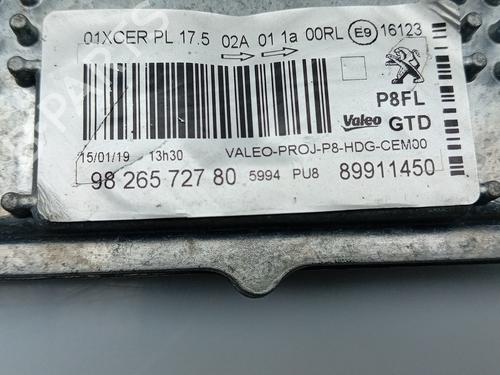 01XCER PL 17.5 02A 01 1a 00RL E9 16123
P8FL
Valeo GTD
15/01/19 13h30 VALEO-PROJ-P8-HDG-CEM00
98 265 727 80 5994 PU8 89911450